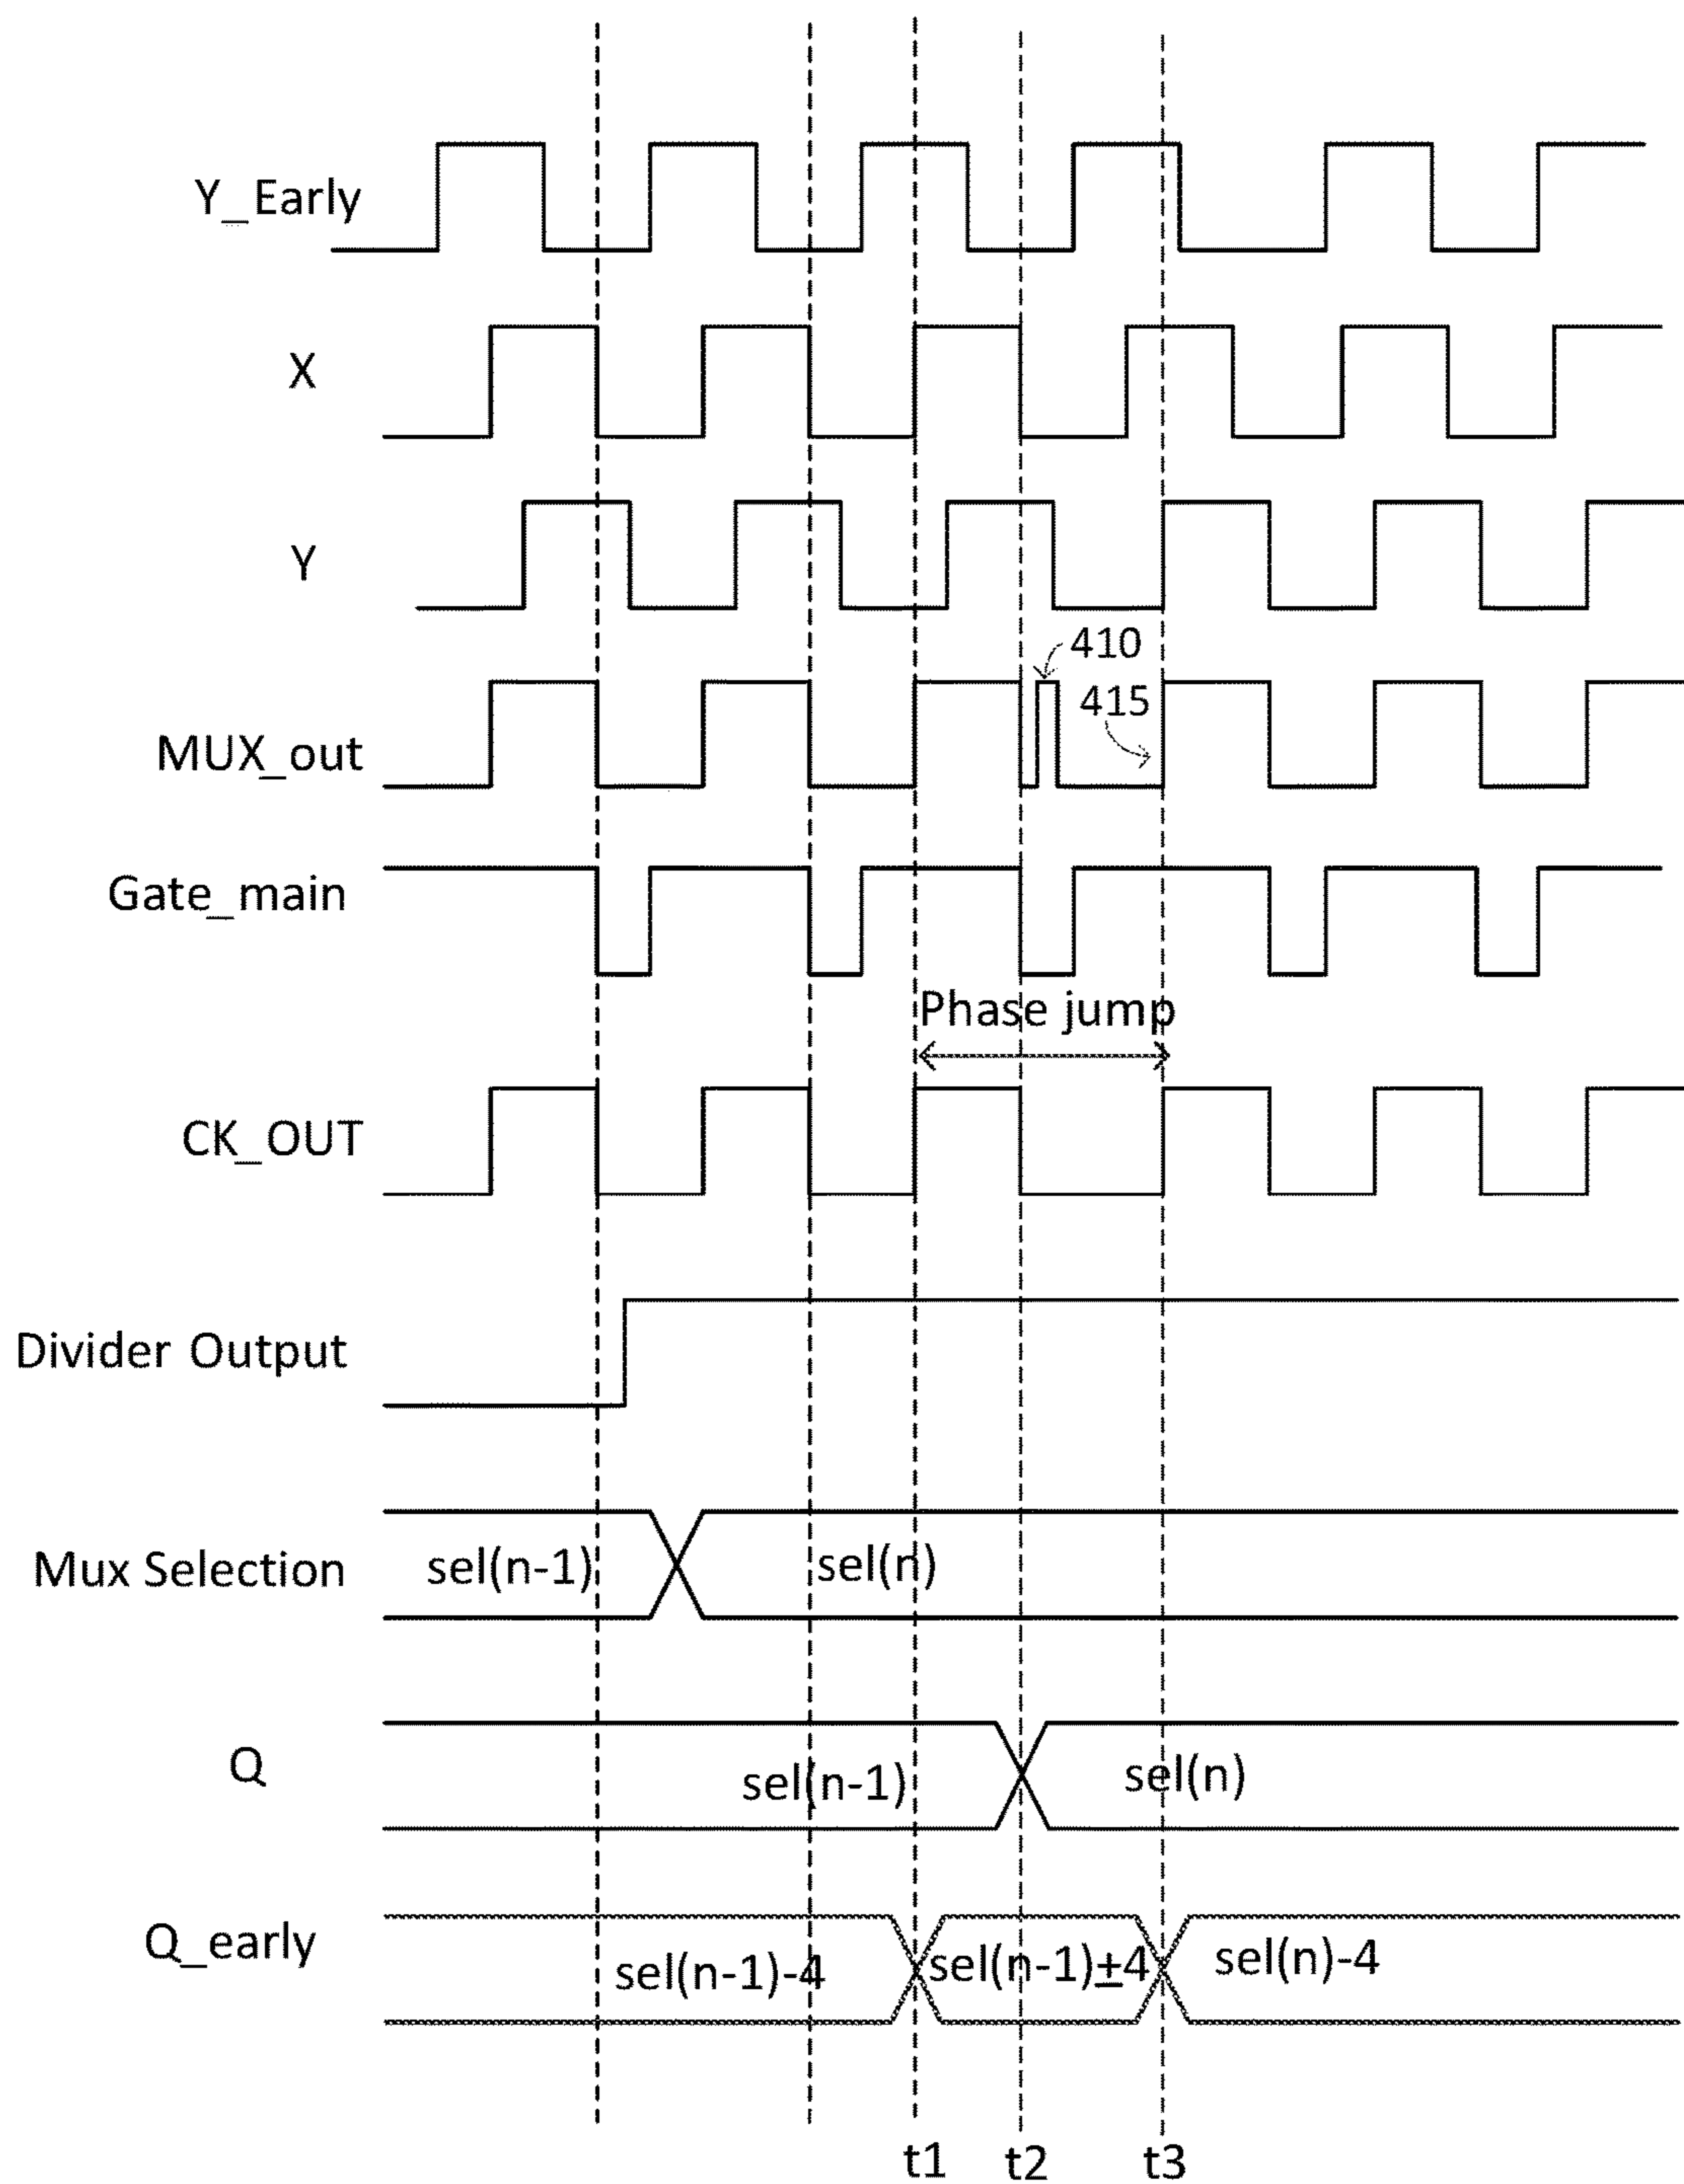 Y_Early
X
Y
410
415
MUX_out
Gate_main
Phase jump
CK_OUT
Divider Output
Mux Selection
sel(n-1)
sel(n)
Q
sel(n-1)
sel(n)
Q_early
sel(n-1)-4
sel(n-1)±4
sel(n)-4
t1
t2
t3